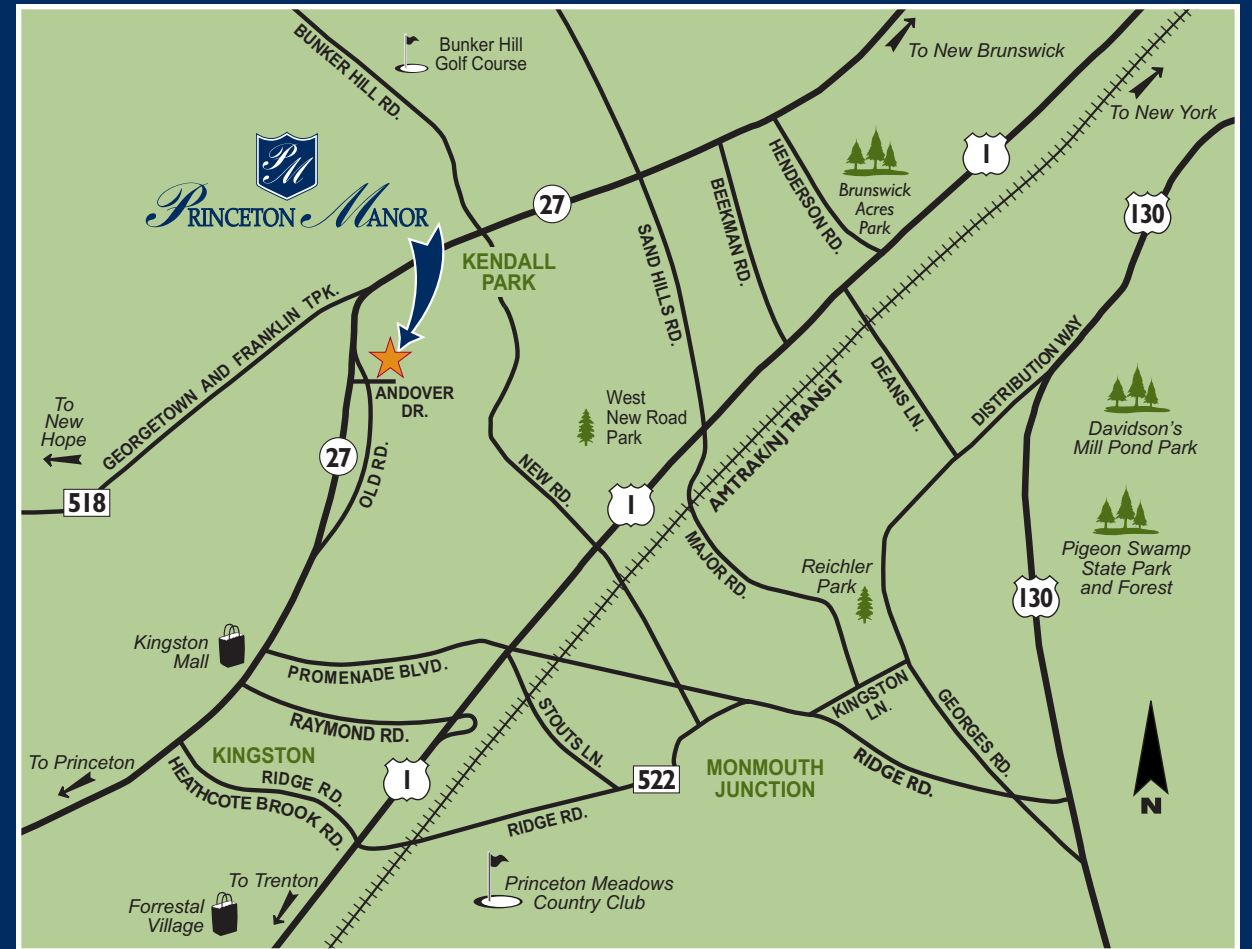 BUNKER HILL RD.
Bunker Hill
Golf Course
To New Brunswick
To New York
PM
PRINCETON MANOR
27
KENDALL
PARK
SAND HILLS RD.
BEEKMAN RD.
HENDERSON RD.
Brunswick
Acres
Park
1
130
GEORGETOWN AND FRANKLIN TPK.
ANDOVER
DR.
To
New
Hope
518
27
OLD RD.
NEW RD.
West
New Road
Park
1
AMTRAK/NJ TRANSIT
DEANS LN.
DISTRIBUTION WAY
Davidson's
Mill Pond Park
Pigeon Swamp
State Park
and Forest
130
MAJOR RD.
Reichler
Park
Kingston
Mall
PROMENADE BLVD.
RAYMOND RD.
KINGSTON
RIDGE RD.
HEATHCOTE BROOK RD.
To Princeton
1
STOUTS LN.
522
MONMOUTH
JUNCTION
KINGSTON
LN.
GEORGES RD.
RIDGE RD.
RIDGE RD.
N
To Trenton
Forrestal
Village
Princeton Meadows
Country Club